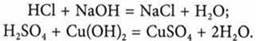 HCl + NaOH = NaCl + H₂O;
H₂SO₄ + Cu(OH)₂ = CuSO₄ + 2H₂O.